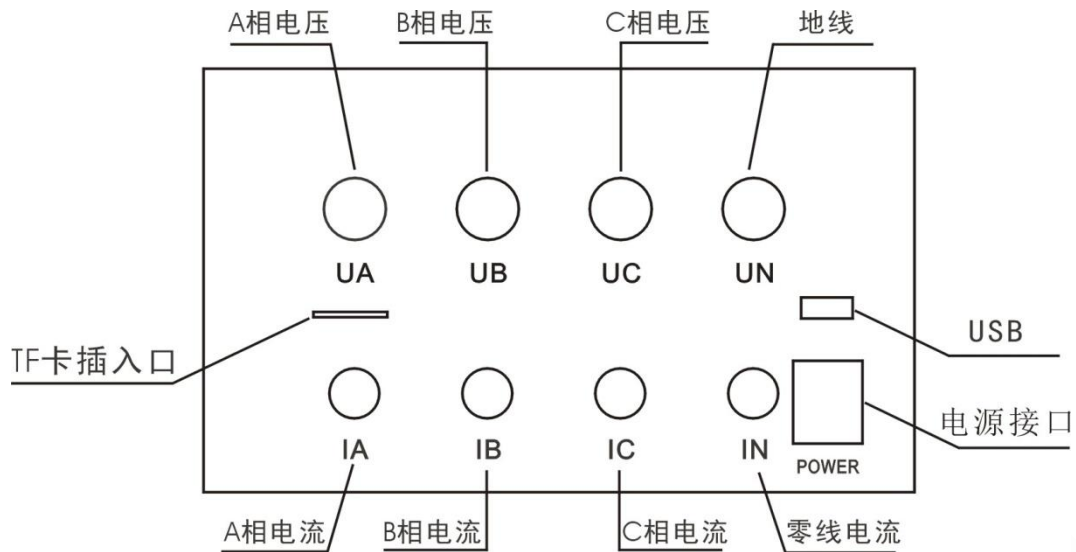 A相电压 B相电压 C相电压 地线
UA UB UC UN
USB
TF卡插入口
电源接口
IA IB IC IN
POWER
A相电流 B相电流 C相电流 零线电流